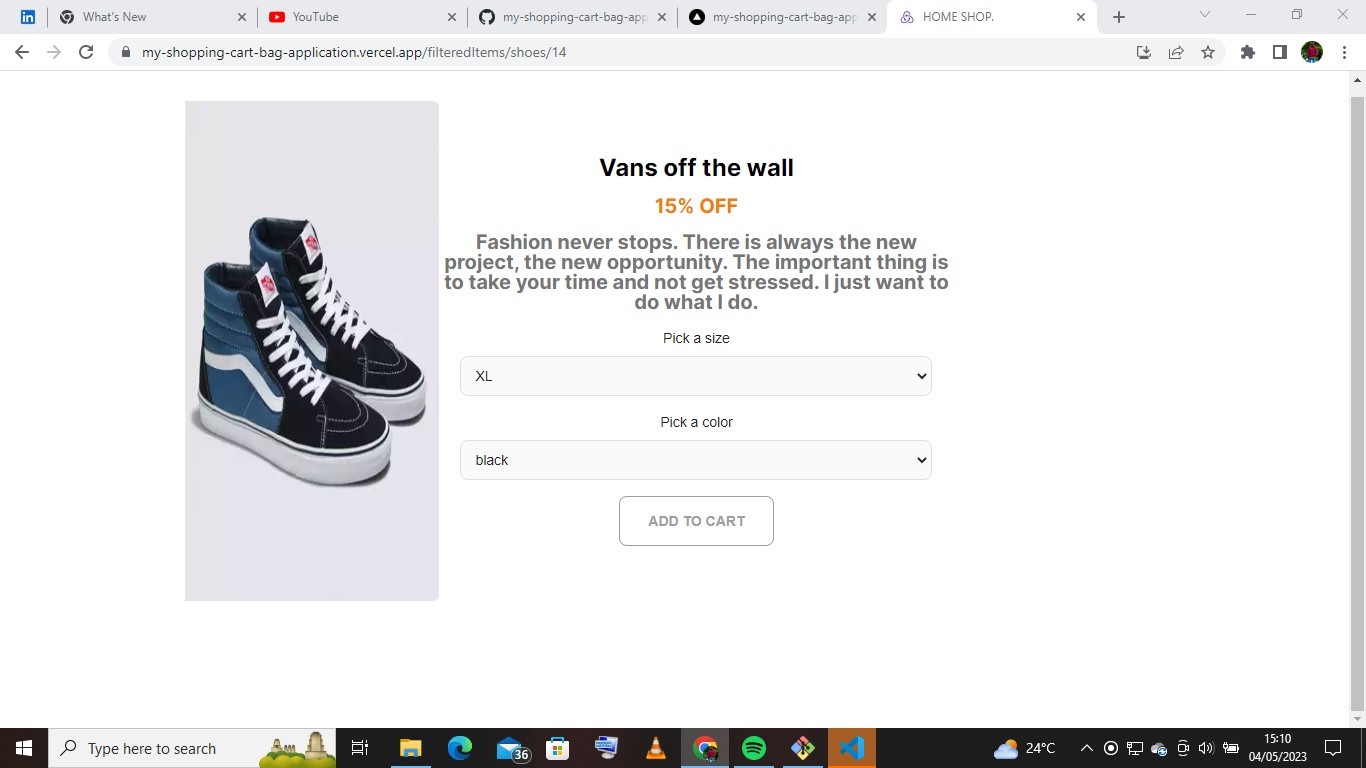 What's New
YouTube
my-shopping-cart-bag-app
my-shopping-cart-bag-app
HOME SHOP.
my-shopping-cart-bag-application.vercel.app/filteredItems/shoes/14
Vans off the wall
15% OFF
Fashion never stops. There is always the new
project, the new opportunity. The important thing is
to take your time and not get stressed. I just want to
do what I do.
Pick a size
XL
Pick a color
black
ADD TO CART
Type here to search
36
24°C
15:10
04/05/2023